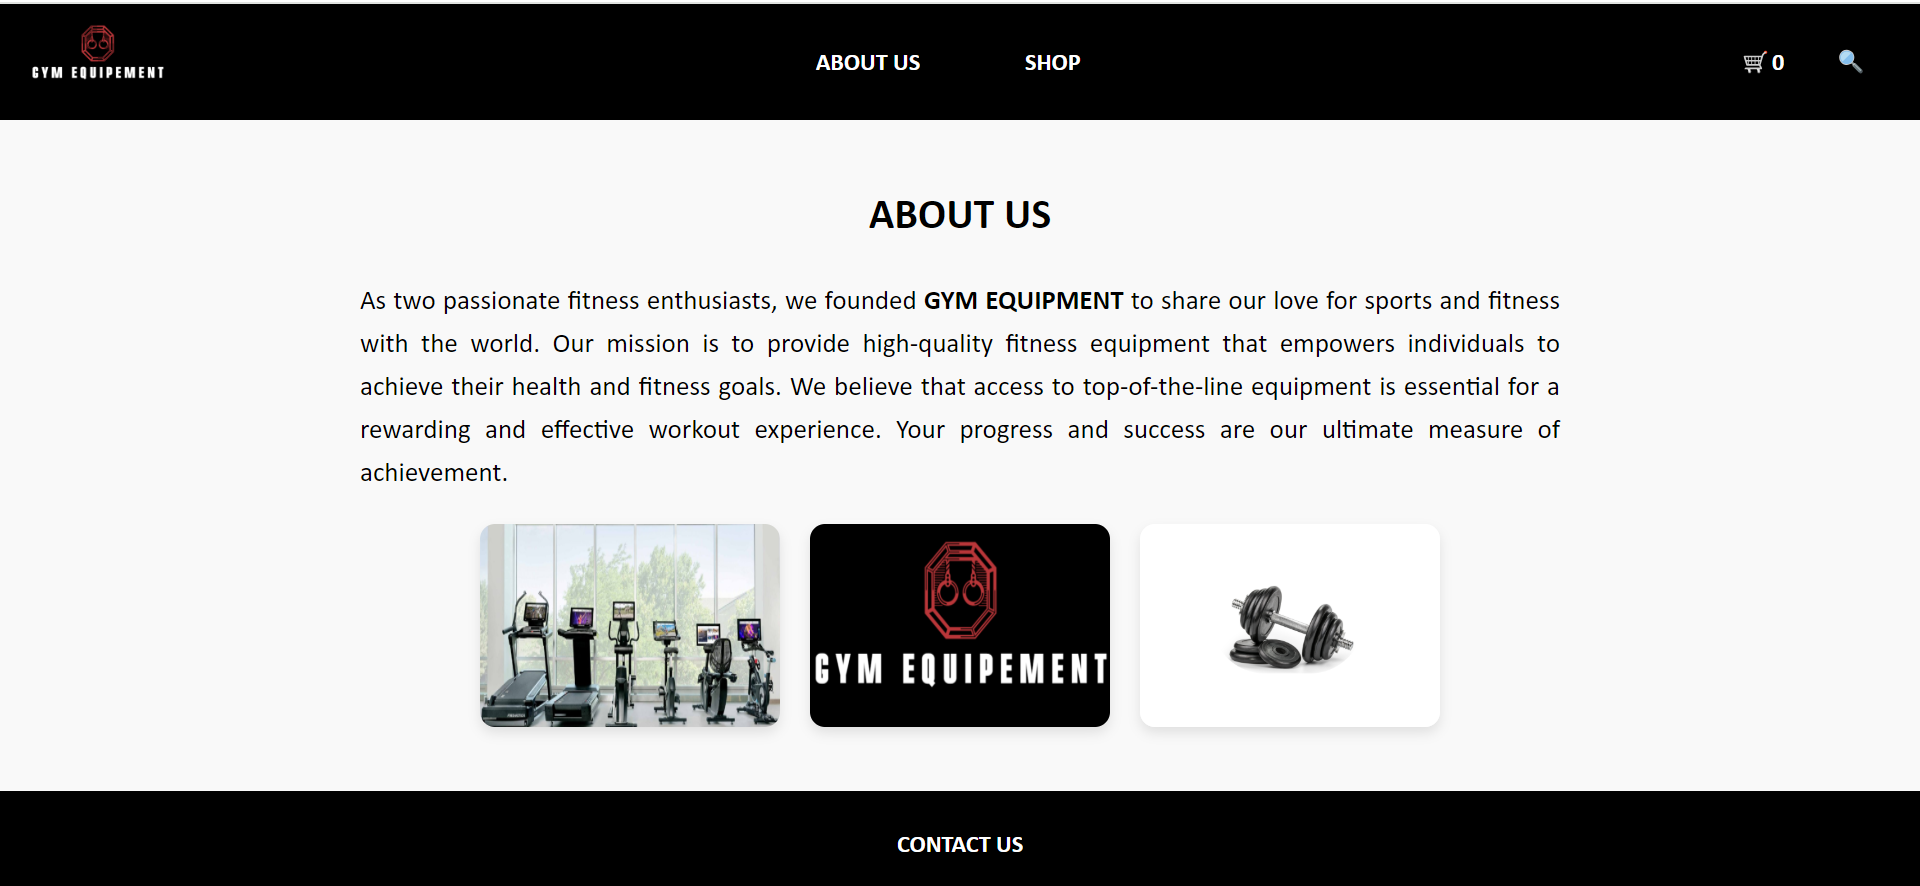 GYM EQUIPEMENT
ABOUT US
SHOP
0
ABOUT US
As two passionate fitness enthusiasts, we founded GYM EQUIPMENT to share our love for sports and fitness
with the world. Our mission is to provide high-quality fitness equipment that empowers individuals to
achieve their health and fitness goals. We believe that access to top-of-the-line equipment is essential for a
rewarding and effective workout experience. Your progress and success are our ultimate measure of
achievement.
GYM EQUIPEMENT
CONTACT US